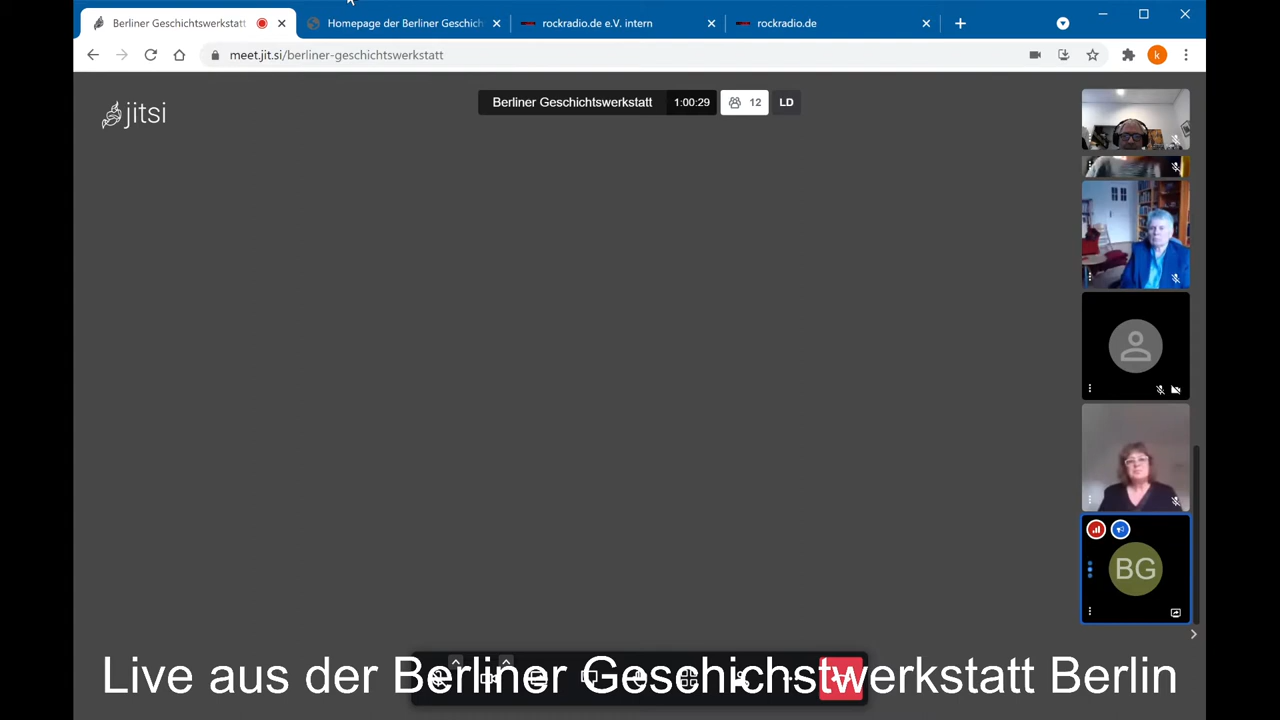 Berliner Geschichtswerkstatt
Homepage der Berliner Geschich
rockradio.de e.V. intern
rockradio.de
meet.jit.si/berliner-geschichtswerkstatt
k
jitsi
Berliner Geschichtswerkstatt 1:00:29 12 LD
BG
Live aus der Berliner Geschichstwerkstatt Berlin